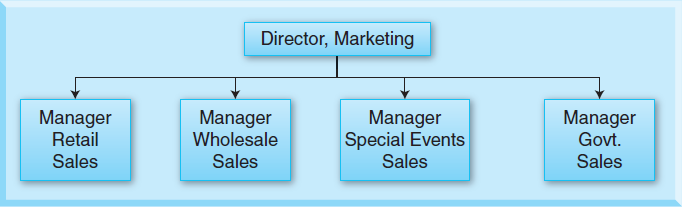 Director, Marketing
Manager
Retail
Sales
Manager
Wholesale
Sales
Manager
Special Events
Sales
Manager
Govt.
Sales